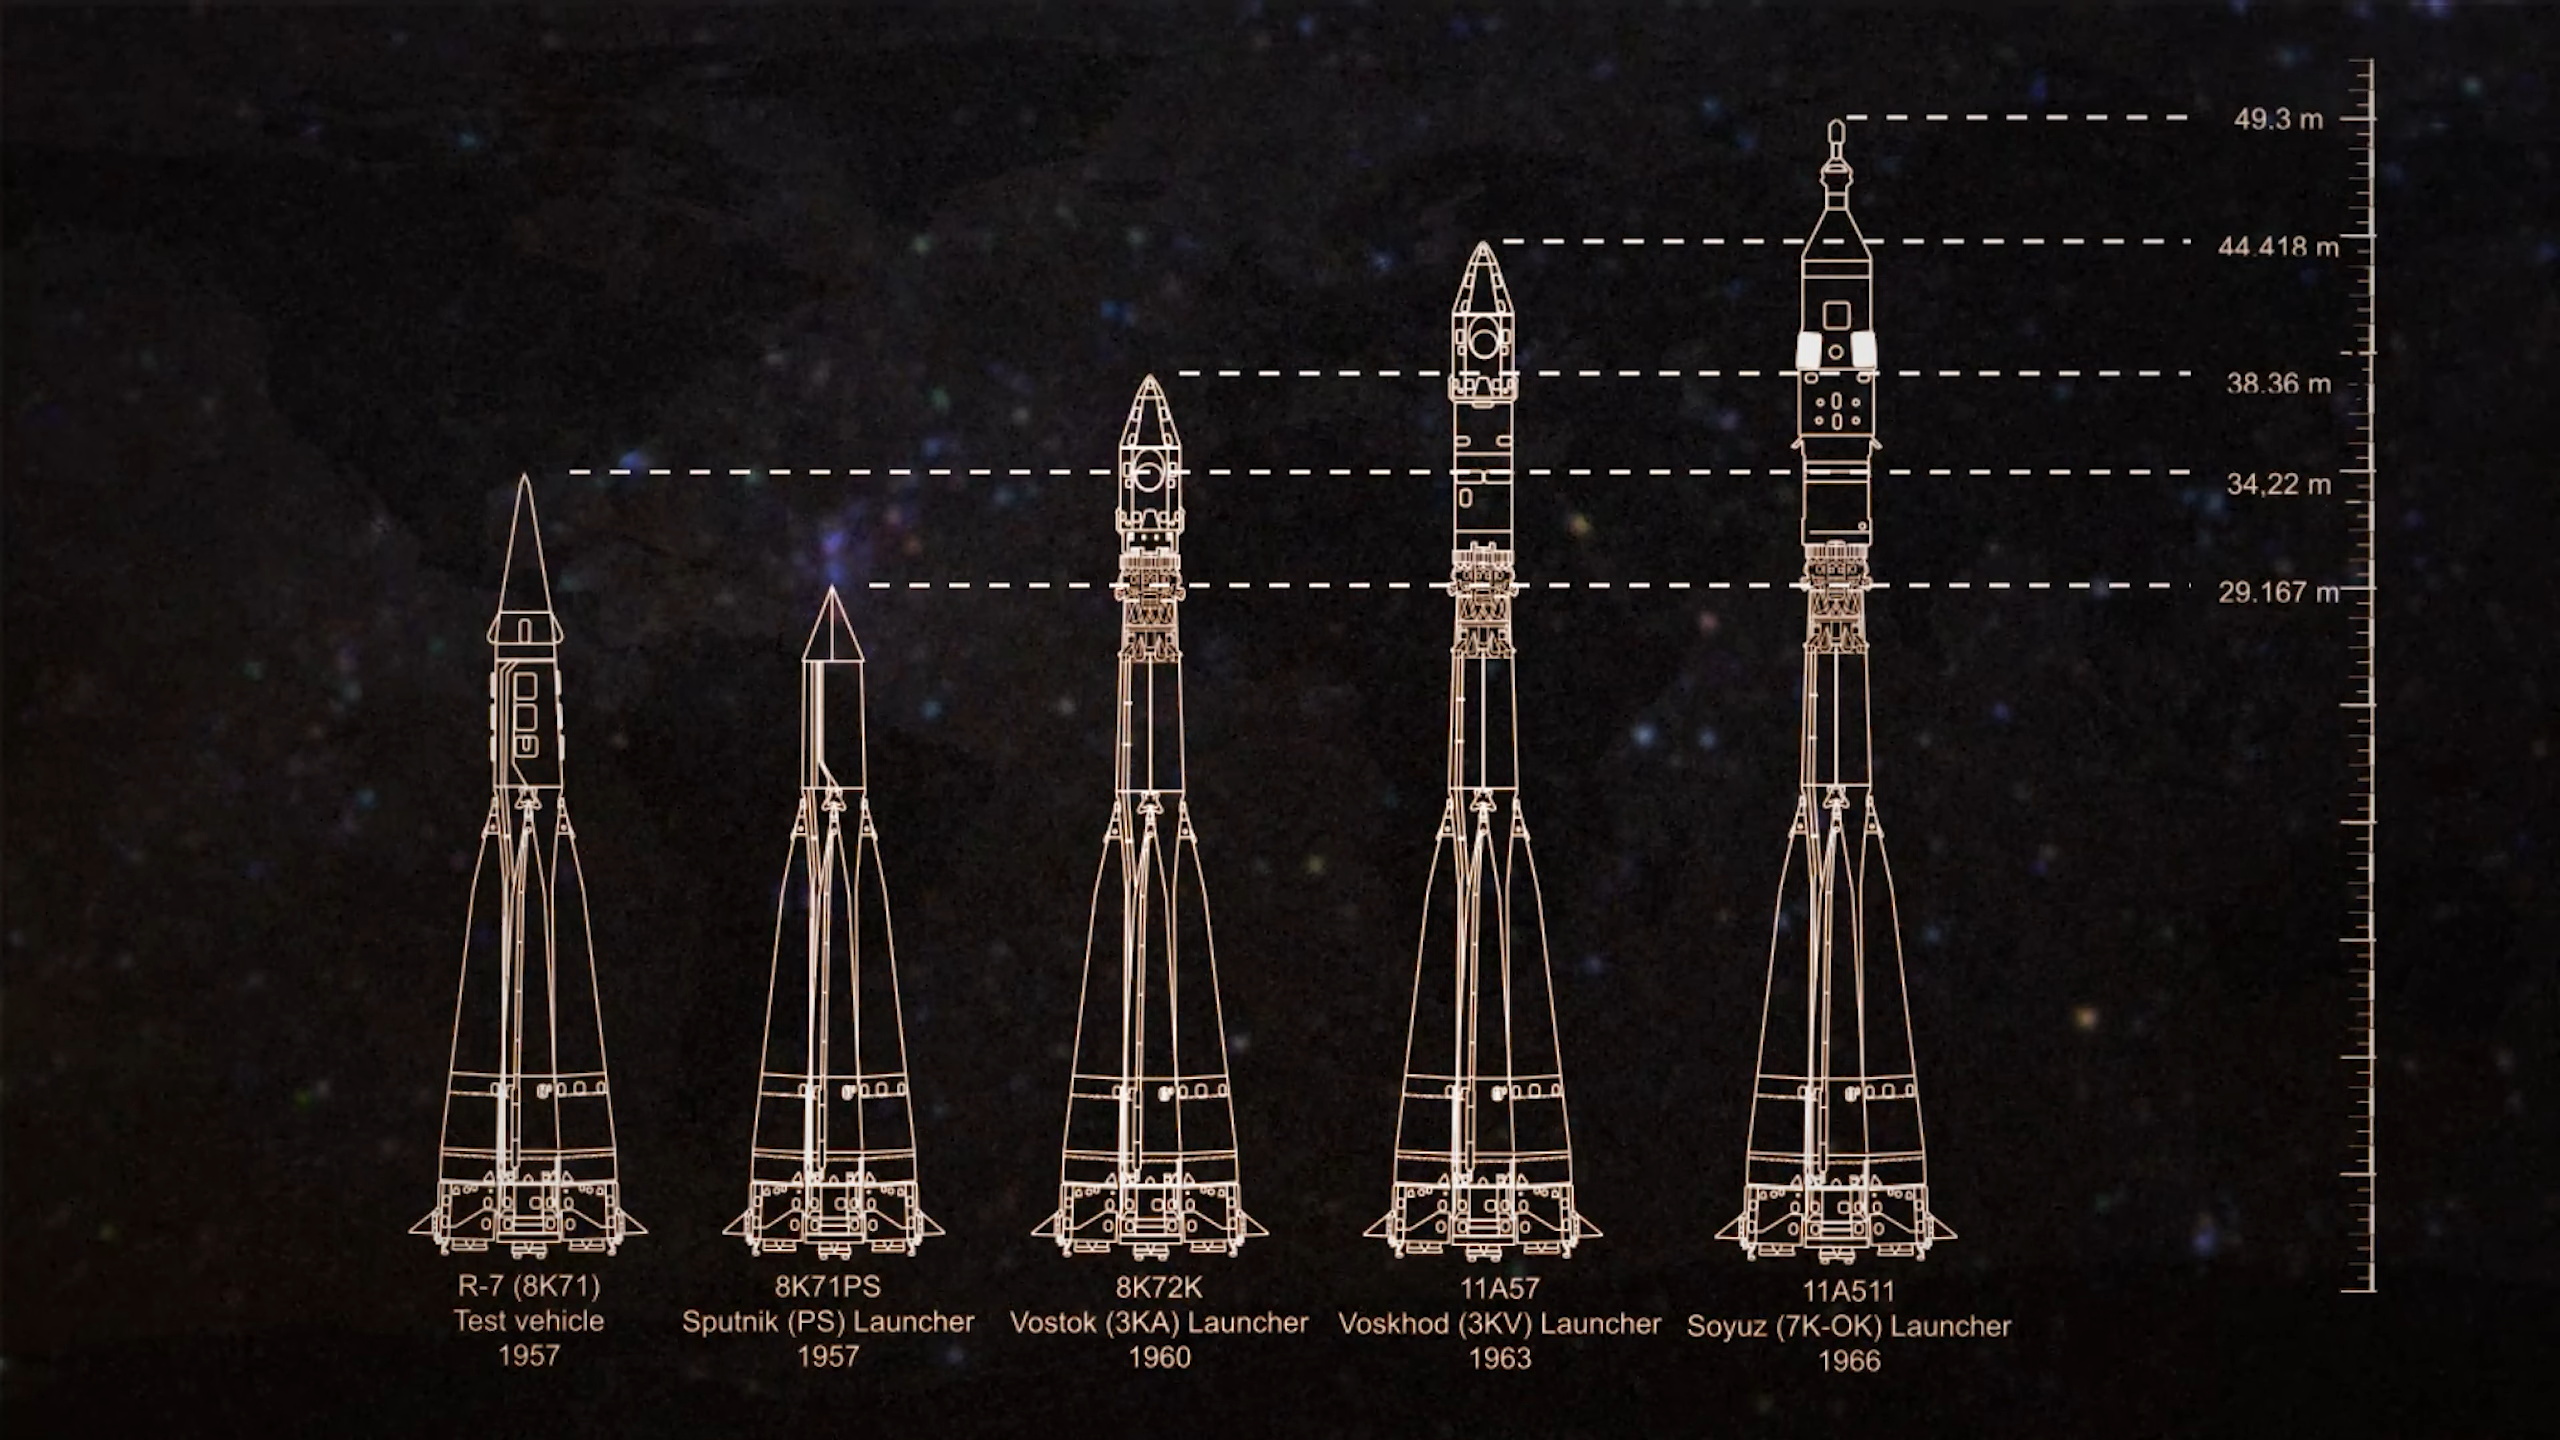 49.3 m
44.418 m
38.36 m
34,22 m
29.167 m
R-7 (8K71)
Test vehicle
1957
8K71PS
Sputnik (PS) Launcher
1957
8K72K
Vostok (3KA) Launcher
1960
11A57
Voskhod (3KV) Launcher
1963
11A511
Soyuz (7K-OK) Launcher
1966